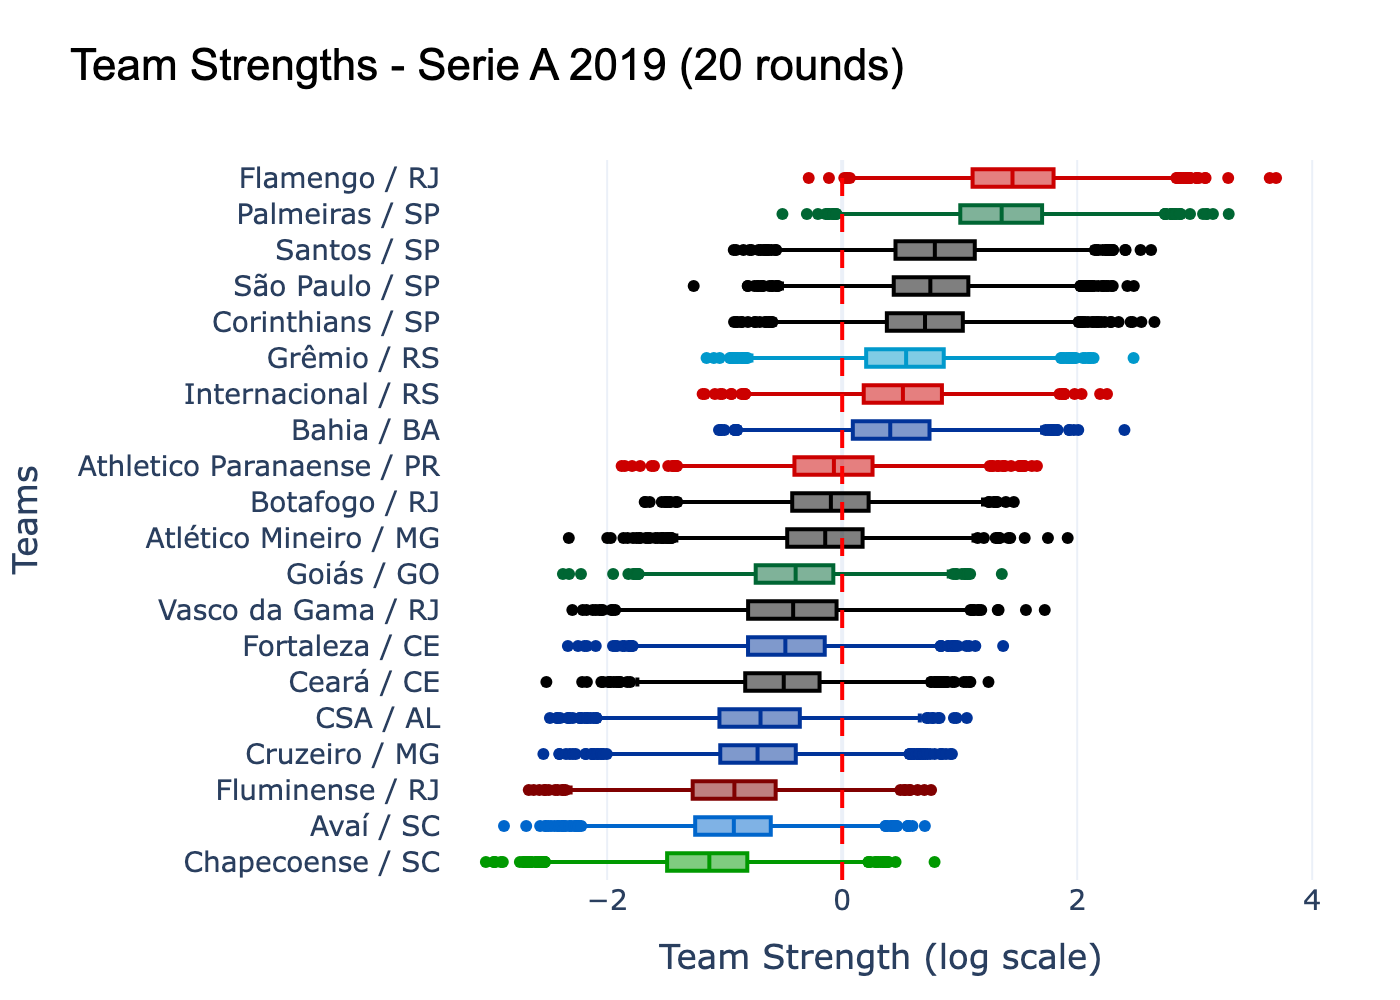 Team Strengths - Serie A 2019 (20 rounds)
Flamengo / RJ
Palmeiras / SP
Santos / SP
São Paulo / SP
Corinthians / SP
Grêmio / RS
Internacional / RS
Bahia / BA
Athletico Paranaense / PR
Botafogo / RJ
Atlético Mineiro / MG
Goiás / GO
Vasco da Gama / RJ
Fortaleza / CE
Ceará / CE
CSA / AL
Cruzeiro / MG
Fluminense / RJ
Avaí / SC
Chapecoense / SC
Teams
−2 0 2 4
Team Strength (log scale)